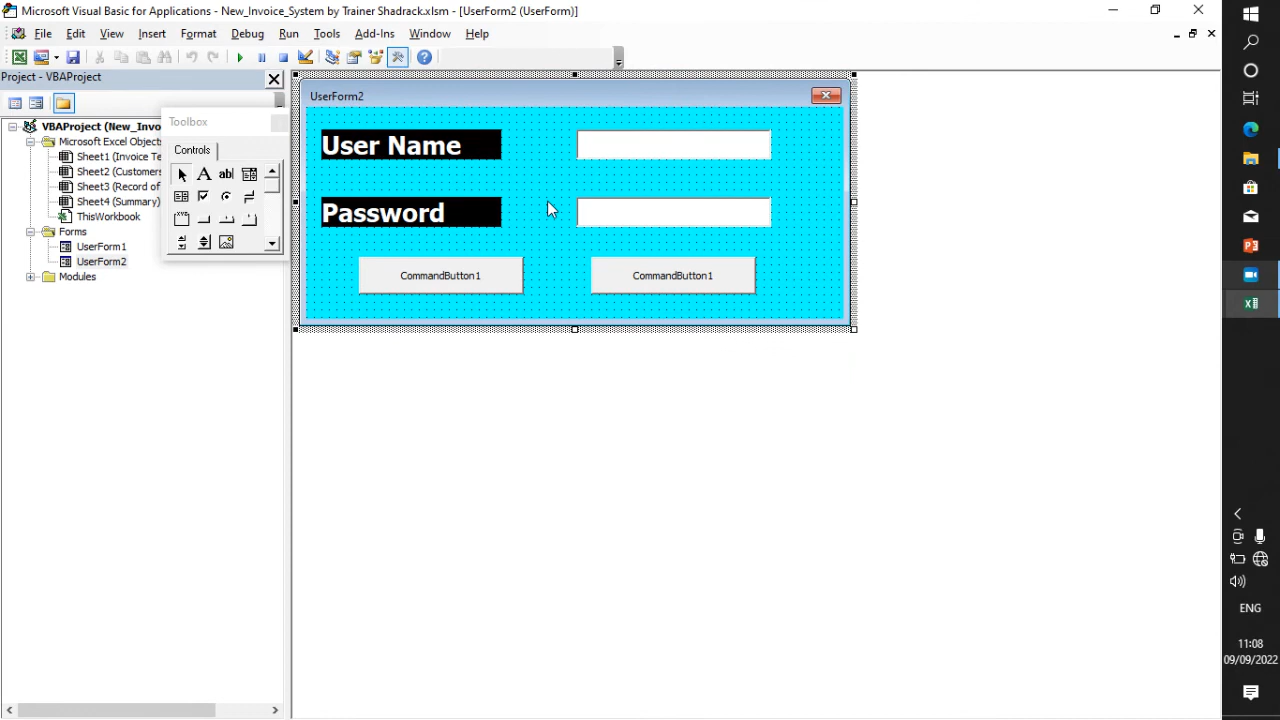 Microsoft Visual Basic for Applications - New_Invoice_System by Trainer Shadrack.xlsm - [UserForm2 (UserForm)]
File Edit View Insert Format Debug Run Tools Add-Ins Window Help
Project - VBAProject
Toolbox
Controls
A ab|
VBAProject (New_Invo
Microsoft Excel Objects
Sheet1 (Invoice T
Sheet2 (Customers
Sheet3 (Record of
Sheet4 (Summary
ThisWorkbook
Forms
UserForm1
UserForm2
Modules
UserForm2
User Name
Password
CommandButton1 CommandButton1
ENG
11:08
09/09/2022